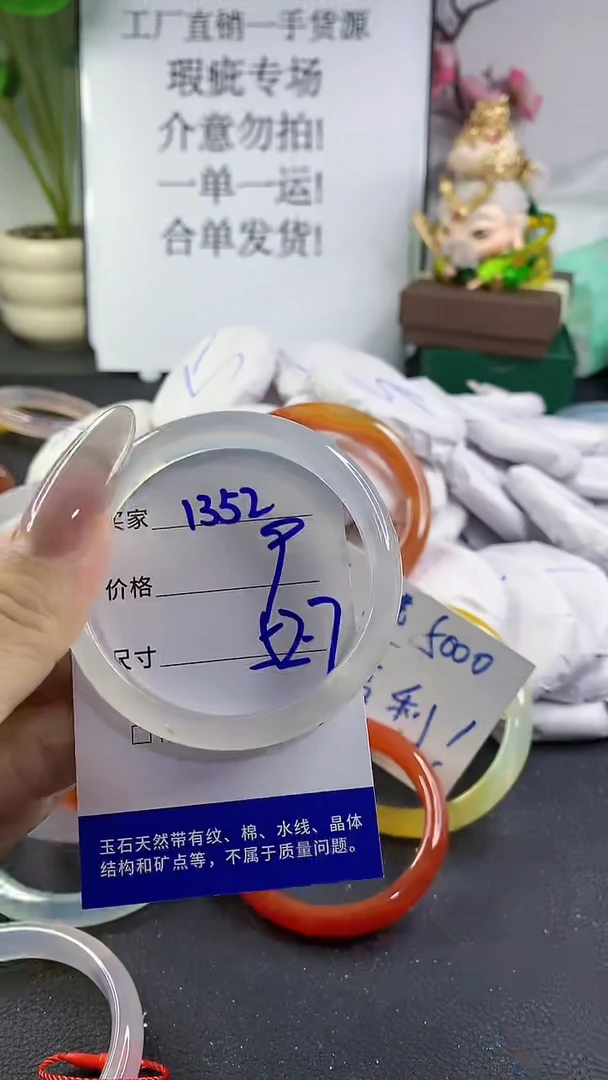 工厂直销一手货源
瑕疵专场
介意勿拍!
一单一运!
合单发货!
买家 1352
价格
尺寸 52-7
5000
利!
玉石天然带有纹、棉、水线、晶体
结构和矿点等，不属于质量问题。